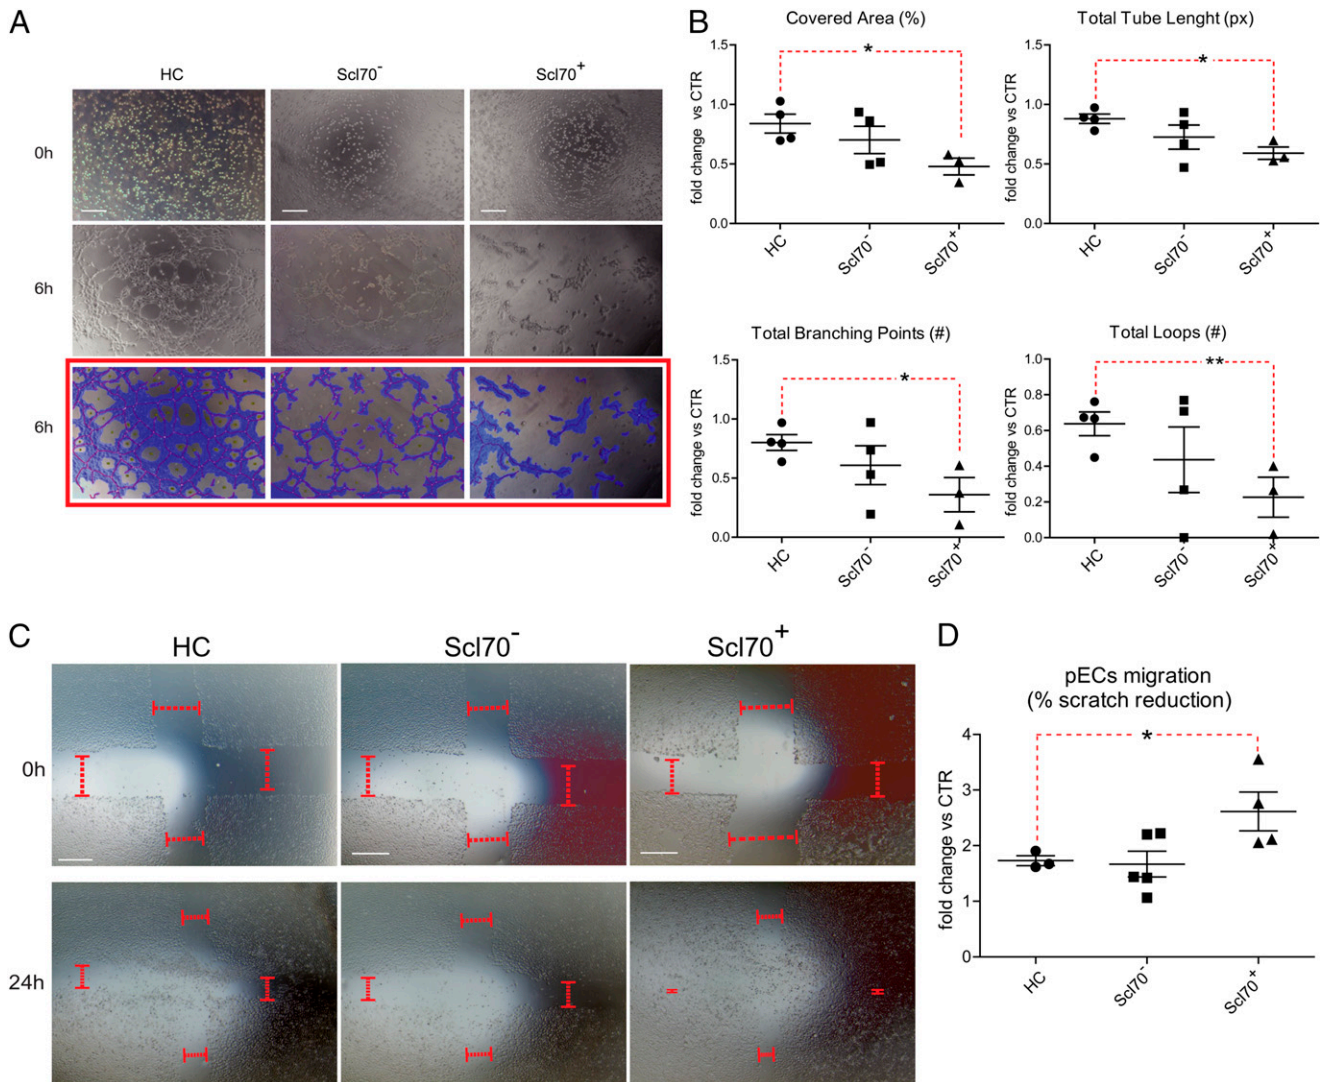 A
HC
Scl70-
Scl70+
0h
6h
6h
B
Covered Area (%)
fold change vs CTR
1.5
1.0
0.5
0.0
*
HC
Scl70-
Scl70+
Total Tube Lenght (px)
fold change vs CTR
1.5
1.0
0.5
0.0
*
HC
Scl70-
Scl70+
Total Branching Points (#)
fold change vs CTR
1.5
1.0
0.5
0.0
*
HC
Scl70-
Scl70+
Total Loops (#)
fold change vs CTR
1.0
0.8
0.6
0.4
0.2
0.0
**
HC
Scl70-
Scl70+
C
HC
Scl70-
Scl70+
0h
24h
D
pECs migration
(% scratch reduction)
fold change vs CTR
4
3
2
1
0
*
HC
Scl70-
Scl70+